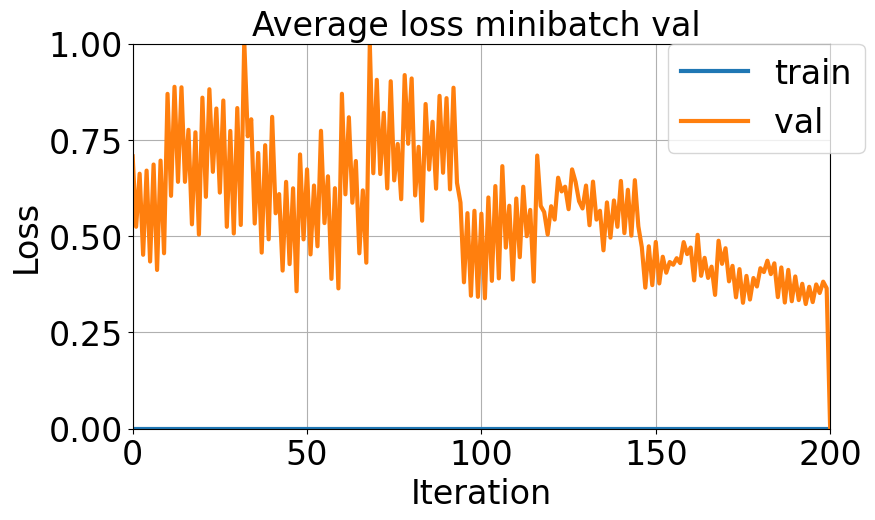 Average loss minibatch val
train
val
Loss
1.00
0.75
0.50
0.25
0.00
0 50 100 150 200
Iteration